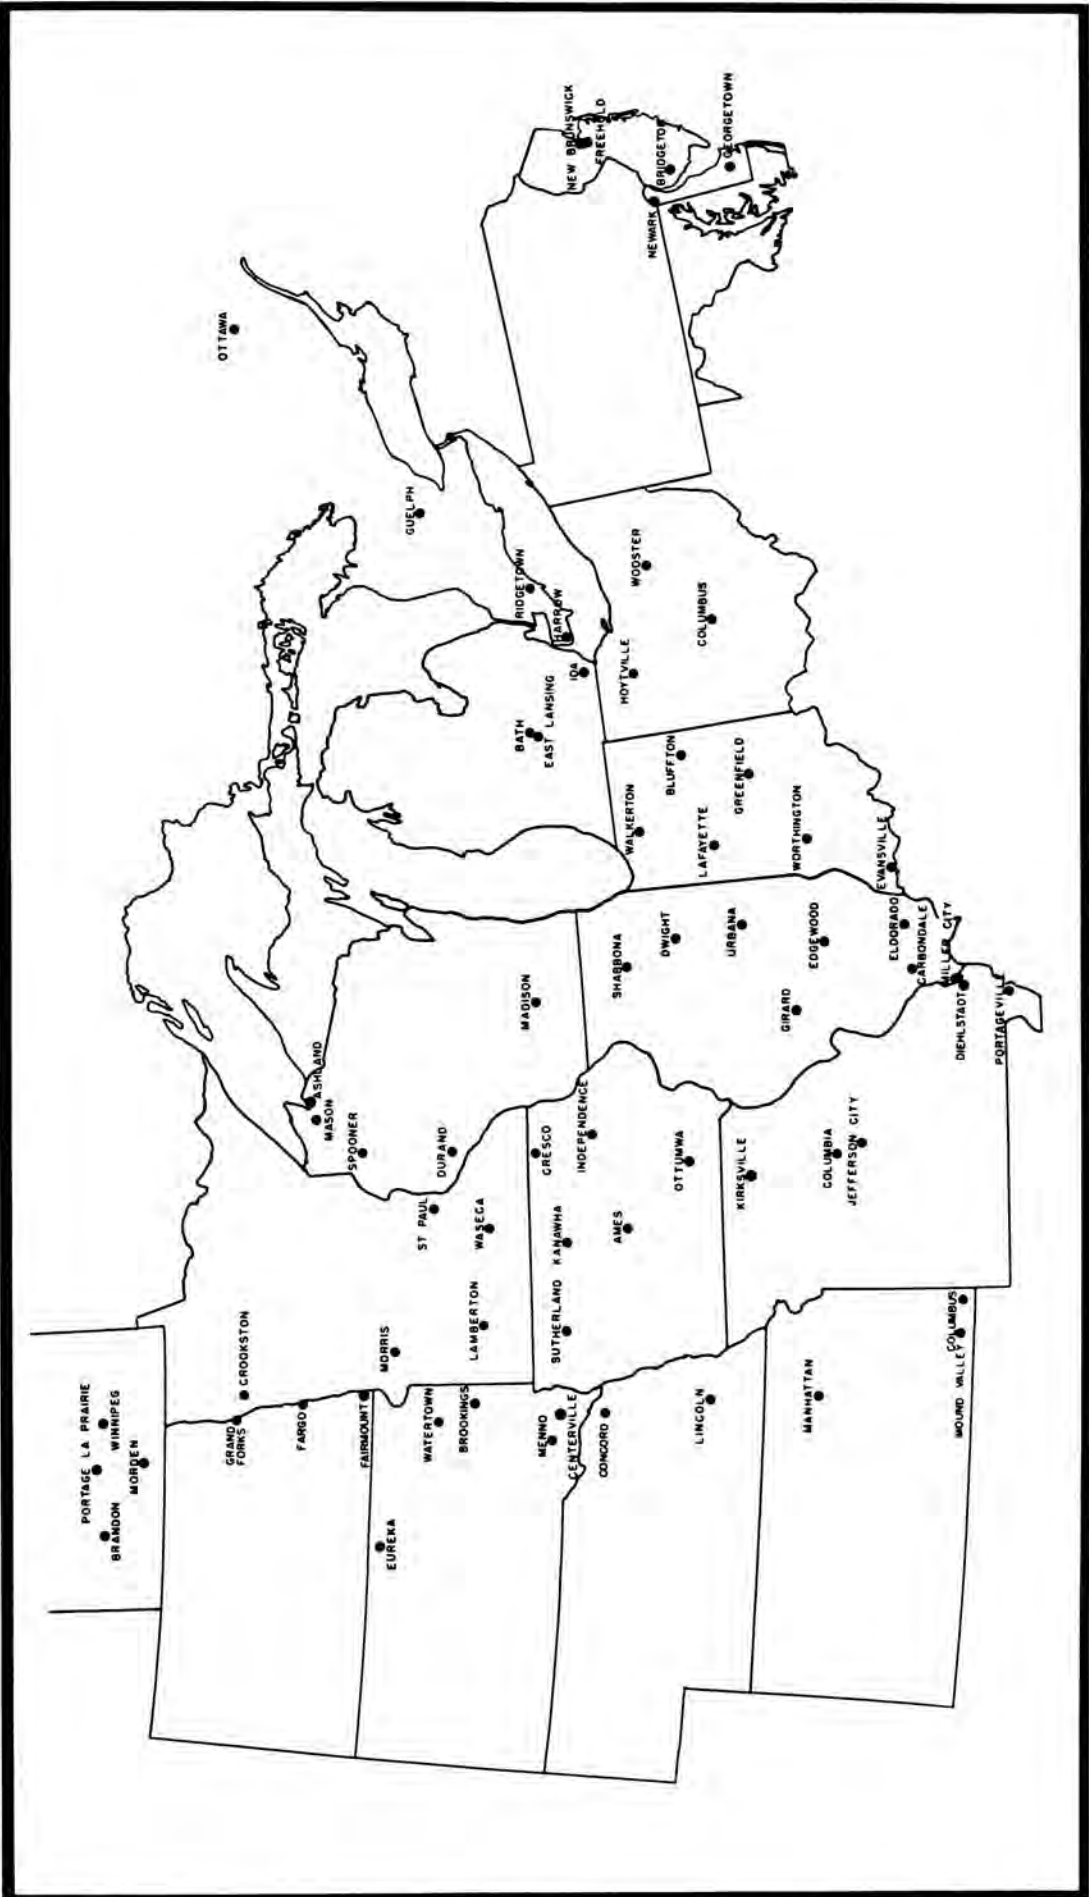 PORTAGE LA PRAIRIE
WINNIPEG
BRANDON
MORDEN
OTTAWA
GRAND
FORKS
CROOKSTON
FARGO
FAIRMOUNT
MORRIS
EUREKA
WATERTOWN
BROOKINGS
LAMBERTON
ST PAUL
WASECA
MASON
ASHLAND
SPOONER
DURAND
MADISON
GUELPH
RIDGETOWN
HARROW
BATH
EAST LANSING
IDA
MENNO
CENTERVILLE
CONCORD
LINCOLN
SUTHERLAND
KANAWHA
CRESCO
INDEPENDENCE
AMES
OTTUMWA
SHABBONA
DWIGHT
URBANA
EDGEWOOD
GIRARD
ELDORADO
CARBONDALE
MILLER CITY
WALKERTON
BLUFFTON
LAFAYETTE
GREENFIELD
WORTHINGTON
EVANSVILLE
HOYTVILLE
WOOSTER
COLUMBUS
NEW BRUNSWICK
FREEHOLD
BRIDGETON
NEWARK
GEORGETOWN
KIRKSVILLE
COLUMBIA
JEFFERSON CITY
DIEHLSTADT
PORTAGEVILLE
MANHATTAN
COLUMBUS
MOUND VALLEY